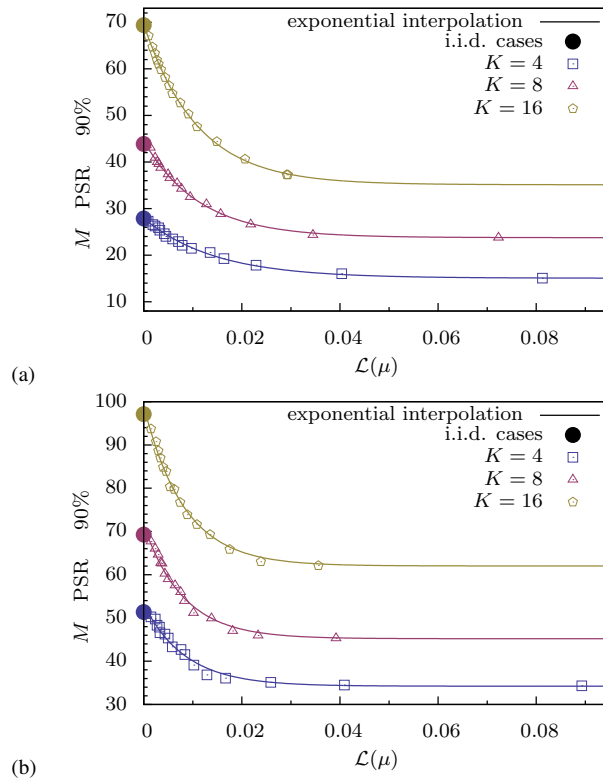 exponential interpolation
i.i.d. cases
K = 4
K = 8
K = 16
70
60
50
40
30
20
10
M PSR 90%
0 0.02 0.04 0.06 0.08
ℒ(μ)
(a)
exponential interpolation
i.i.d. cases
K = 4
K = 8
K = 16
100
90
80
70
60
50
40
30
M PSR 90%
0 0.02 0.04 0.06 0.08
ℒ(μ)
(b)